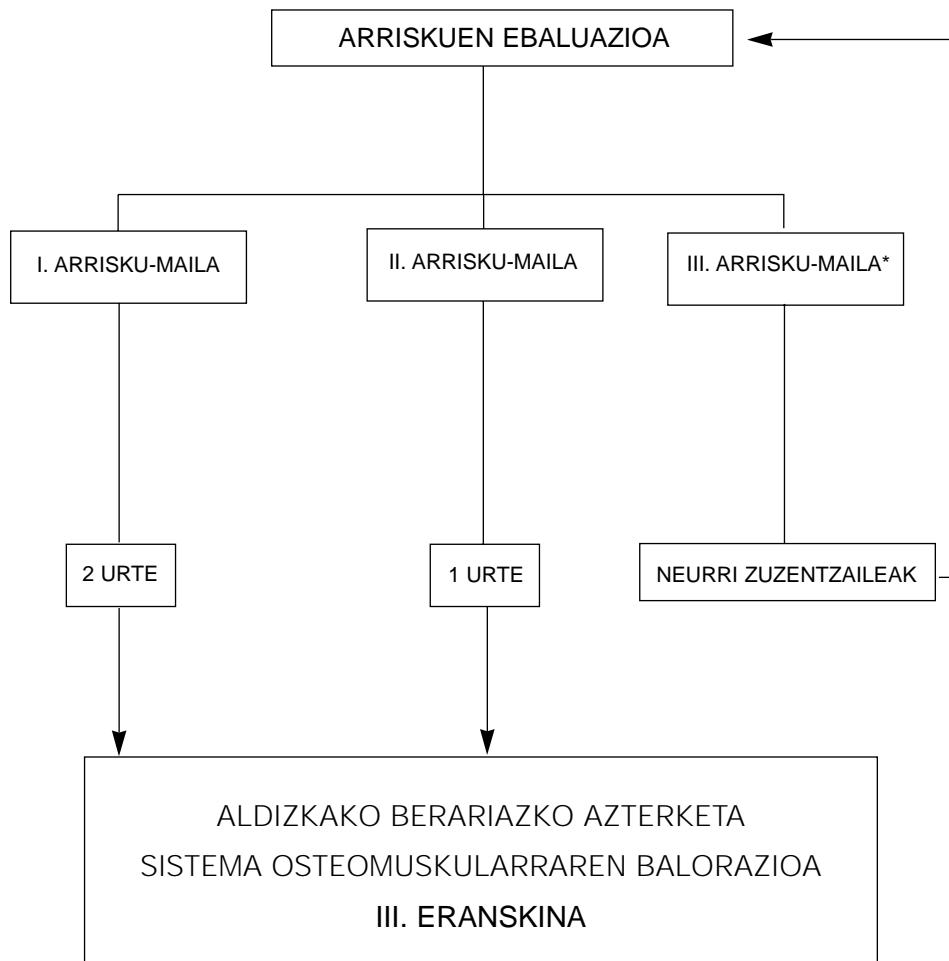 ARRISKUEN EBALUAZIOA
I. ARRISKU-MAILA
II. ARRISKU-MAILA
III. ARRISKU-MAILA*
2 URTE
1 URTE
NEURRI ZUZENTZAILEAK
ALDIZKAKO BERARIAZKO AZTERKETA
SISTEMA OSTEOMUSKULARRAREN BALORAZIOA
III. ERANSKINA